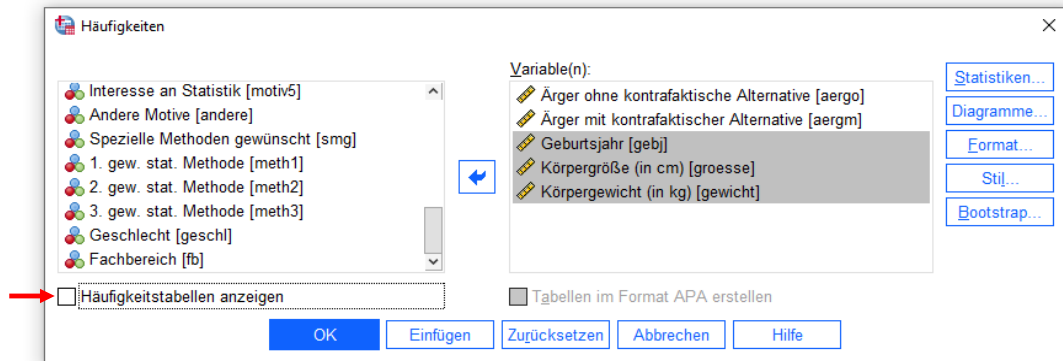 Häufigkeiten
Interesse an Statistik [motiv5]
Andere Motive [andere]
Spezielle Methoden gewünscht [smg]
1. gew. stat. Methode [meth1]
2. gew. stat. Methode [meth2]
3. gew. stat. Methode [meth3]
Geschlecht [geschl]
Fachbereich [fb]
Variable(n):
Ärger ohne kontrafaktische Alternative [aergo]
Ärger mit kontrafaktischer Alternative [aergm]
Geburtsjahr [gebj]
Körpergröße (in cm) [groesse]
Körpergewicht (in kg) [gewicht]
Statistiken...
Diagramme...
Format...
Stil...
Bootstrap...
Häufigkeitstabellen anzeigen
Tabellen im Format APA erstellen
OK
Einfügen
Zurücksetzen
Abbrechen
Hilfe